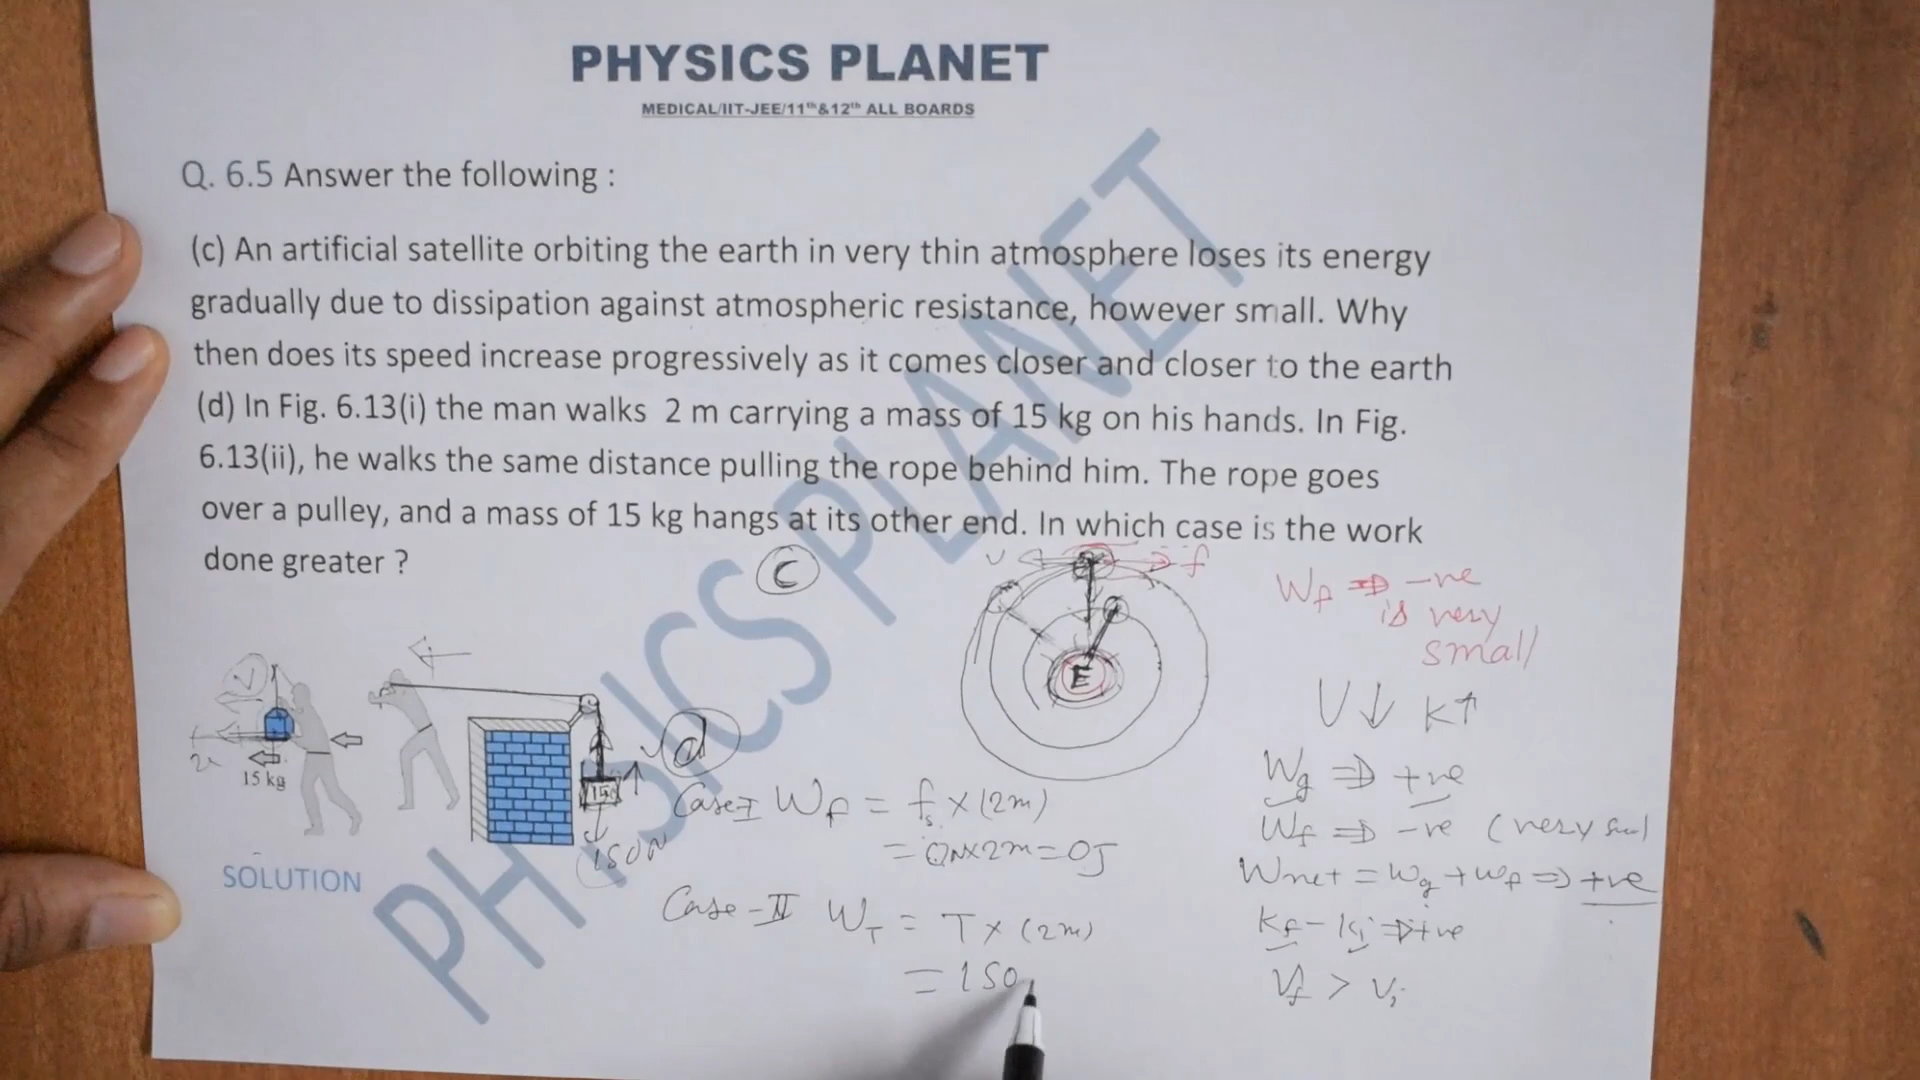 PHYSICS PLANET
MEDICAL/IIT-JEE/11th&12th ALL BOARDS
Q. 6.5 Answer the following :
(c) An artificial satellite orbiting the earth in very thin atmosphere loses its energy
gradually due to dissipation against atmospheric resistance, however small. Why
then does its speed increase progressively as it comes closer and closer to the earth
(d) In Fig. 6.13(i) the man walks 2 m carrying a mass of 15 kg on his hands. In Fig.
6.13(ii), he walks the same distance pulling the rope behind him. The rope goes
over a pulley, and a mass of 15 kg hangs at its other end. In which case is the work
done greater ?
C
v
f
E
Wf ⇒ -ve
is very
small
U↓ K↑
Wg ⇒ +ve
Wf ⇒ -ve (very
Wnet = Wg + Wf ⇒ +ve
Kf - Ki ⇒ +ve
Vf > Vi
15 kg
15
150N
d
Case-I Wf = fs × (2m)
= 0N×2m = 0J
Case-II WT = T × (2m)
= 150
SOLUTION
PHYSICS PLANET